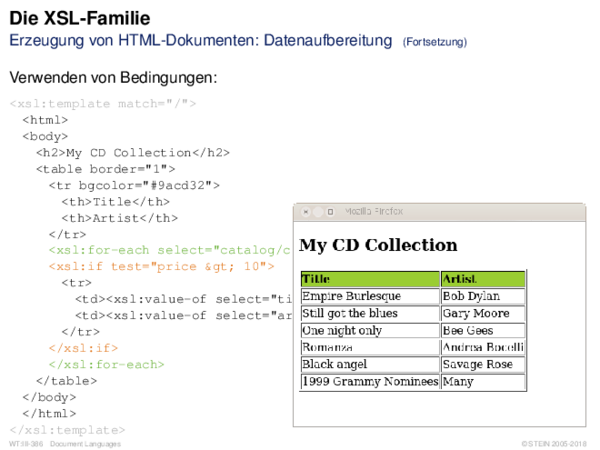 Die XSL-Familie
Erzeugung von HTML-Dokumenten: Datenaufbereitung (Fortsetzung)
Verwenden von Bedingungen:
<xsl:template match="/">
<html>
<body>
<h2>My CD Collection</h2>
<table border="1">
<tr bgcolor="#9acd32">
<th>Title</th>
<th>Artist</th>
</tr>
<xsl:for-each select="catalog/c
<xsl:if test="price &gt; 10">
<tr>
<td><xsl:value-of select="ti
<td><xsl:value-of select="ar
</tr>
</xsl:if>
</xsl:for-each>
</table>
</body>
</html>
</xsl:template>
Mozilla Firefox
My CD Collection
Title Artist
Empire Burlesque Bob Dylan
Still got the blues Gary Moore
One night only Bee Gees
Romanza Andrea Bocelli
Black angel Savage Rose
1999 Grammy Nominees Many
WT:III-386 Document Languages
© STEIN 2005-2018